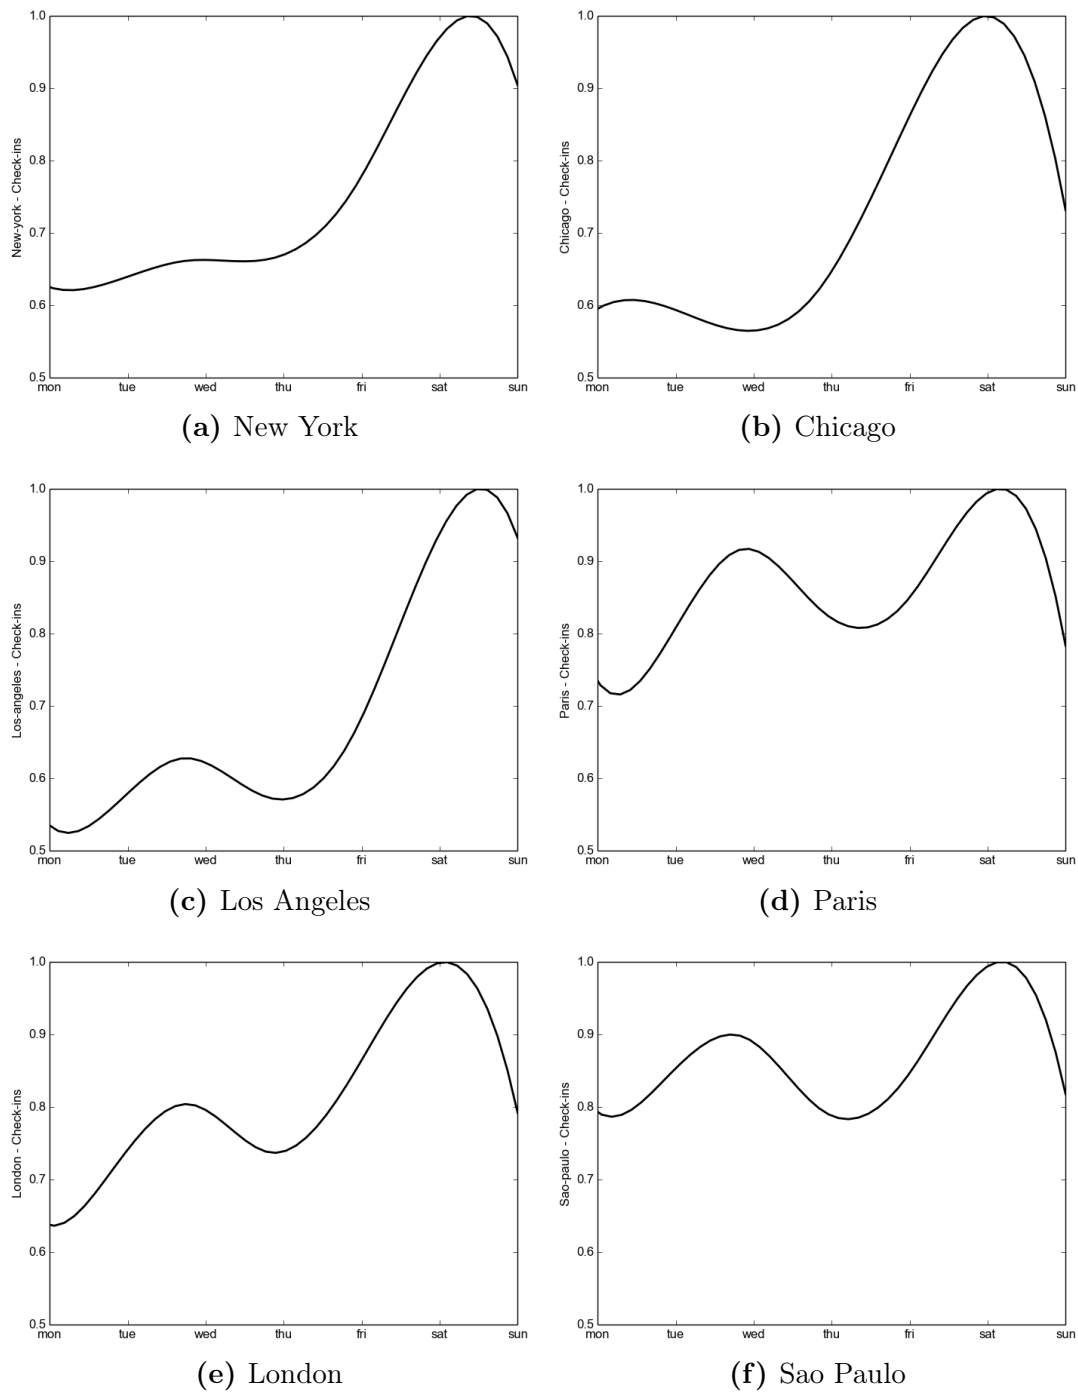 1.0
0.9
0.8
0.7
0.6
0.5
New-york - Check-ins
mon tue wed thu fri sat sun
(a) New York
1.0
0.9
0.8
0.7
0.6
0.5
Chicago - Check-ins
mon tue wed thu fri sat sun
(b) Chicago
1.0
0.9
0.8
0.7
0.6
0.5
Los-angeles - Check-ins
mon tue wed thu fri sat sun
(c) Los Angeles
1.0
0.9
0.8
0.7
0.6
0.5
Paris - Check-ins
mon tue wed thu fri sat sun
(d) Paris
1.0
0.9
0.8
0.7
0.6
0.5
London - Check-ins
mon tue wed thu fri sat sun
(e) London
1.0
0.9
0.8
0.7
0.6
0.5
Sao-paulo - Check-ins
mon tue wed thu fri sat sun
(f) Sao Paulo